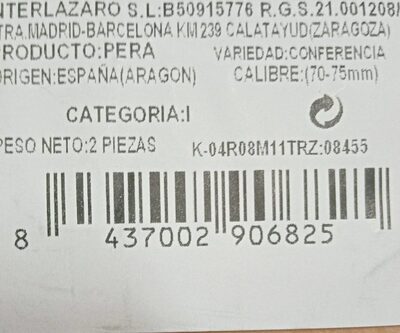 INTERLAZARO S.L:B50915776 R.G.S.21.001208/
CTRA.MADRID-BARCELONA KM 239 CALATAYUD(ZARAGOZA)
PRODUCTO:PERA VARIEDAD:CONFERENCIA
ORIGEN:ESPAÑA(ARAGON) CALIBRE:(70-75mm)
CATEGORIA:I
PESO NETO:2 PIEZAS K-04R08M11TRZ:08455
8 437002 906825